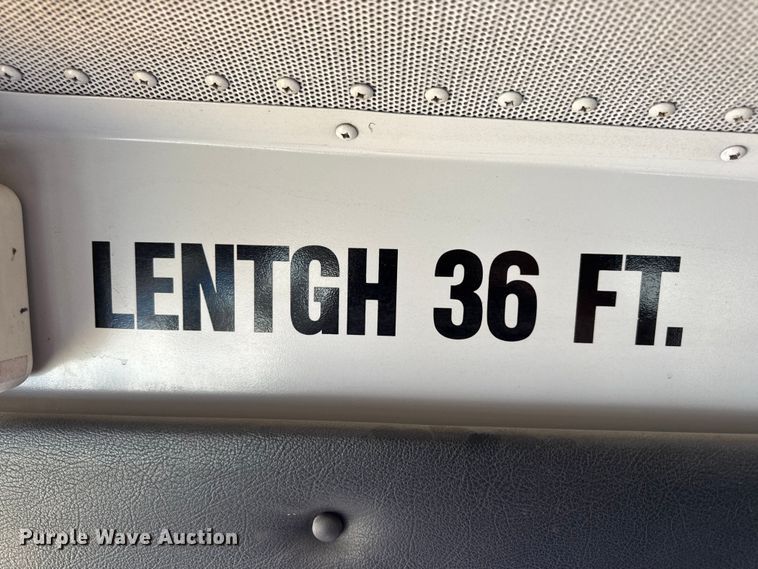 LENTGH 36 FT.
Purple Wave Auction